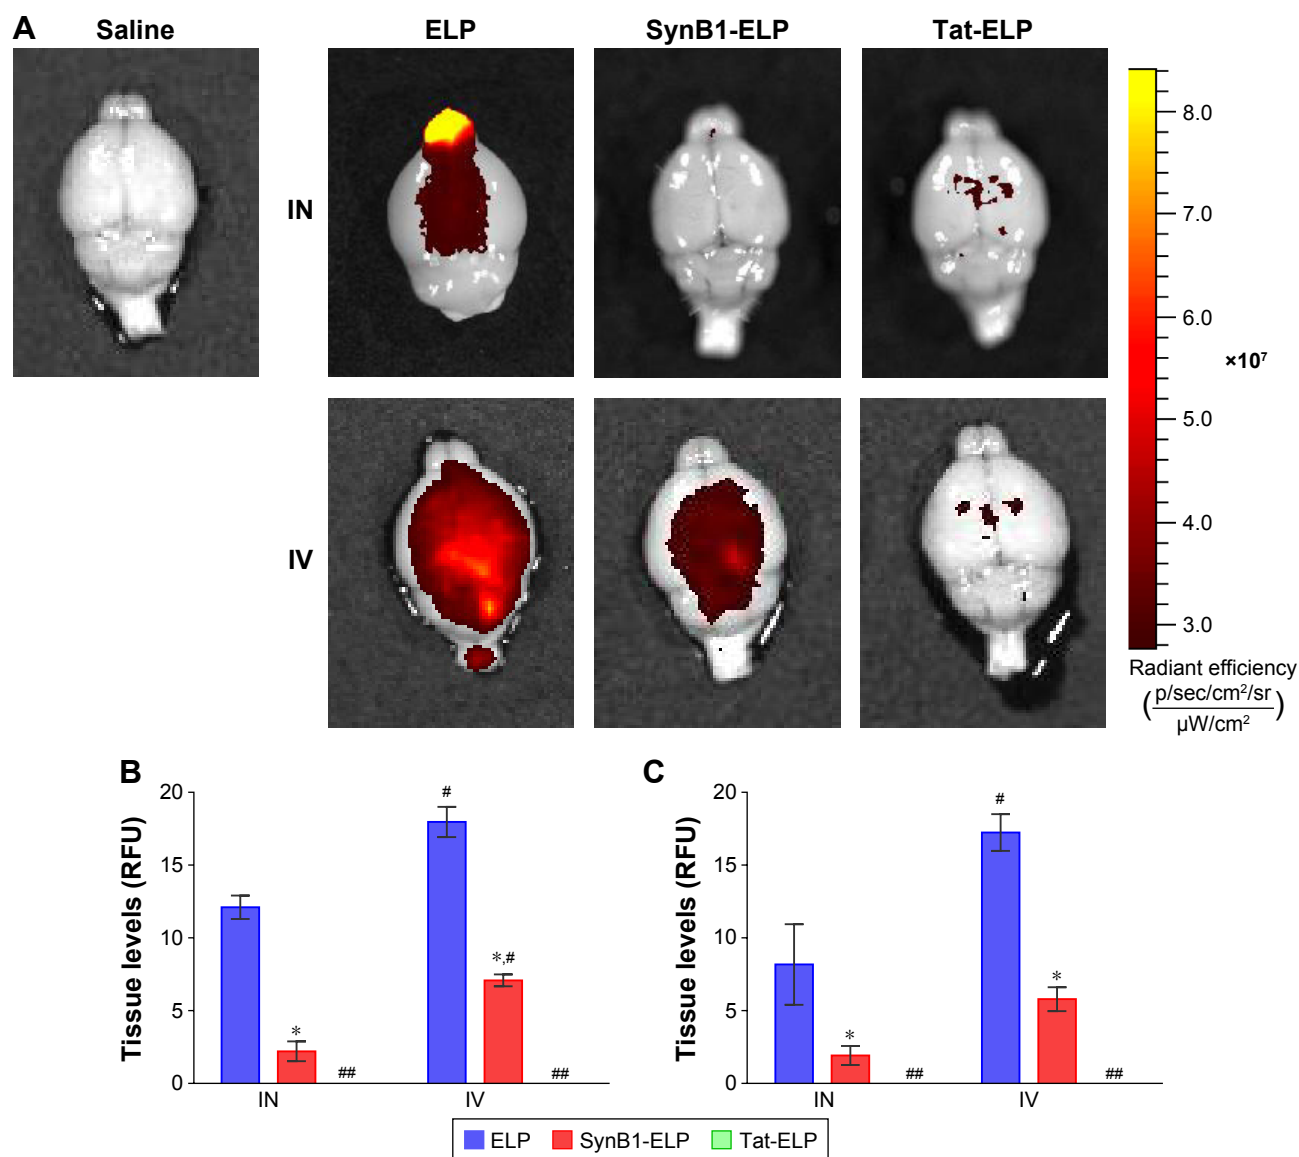 A
Saline
ELP
SynB1-ELP
Tat-ELP
IN
IV
8.0
7.0
6.0
×10⁷
5.0
4.0
3.0
Radiant efficiency
(p/sec/cm²/sr
μW/cm²)
B
Tissue levels (RFU)
20
15
10
5
0
*
##
#
*,#
##
IN
IV
C
Tissue levels (RFU)
20
15
10
5
0
*
##
#
*
##
IN
IV
ELP SynB1-ELP Tat-ELP